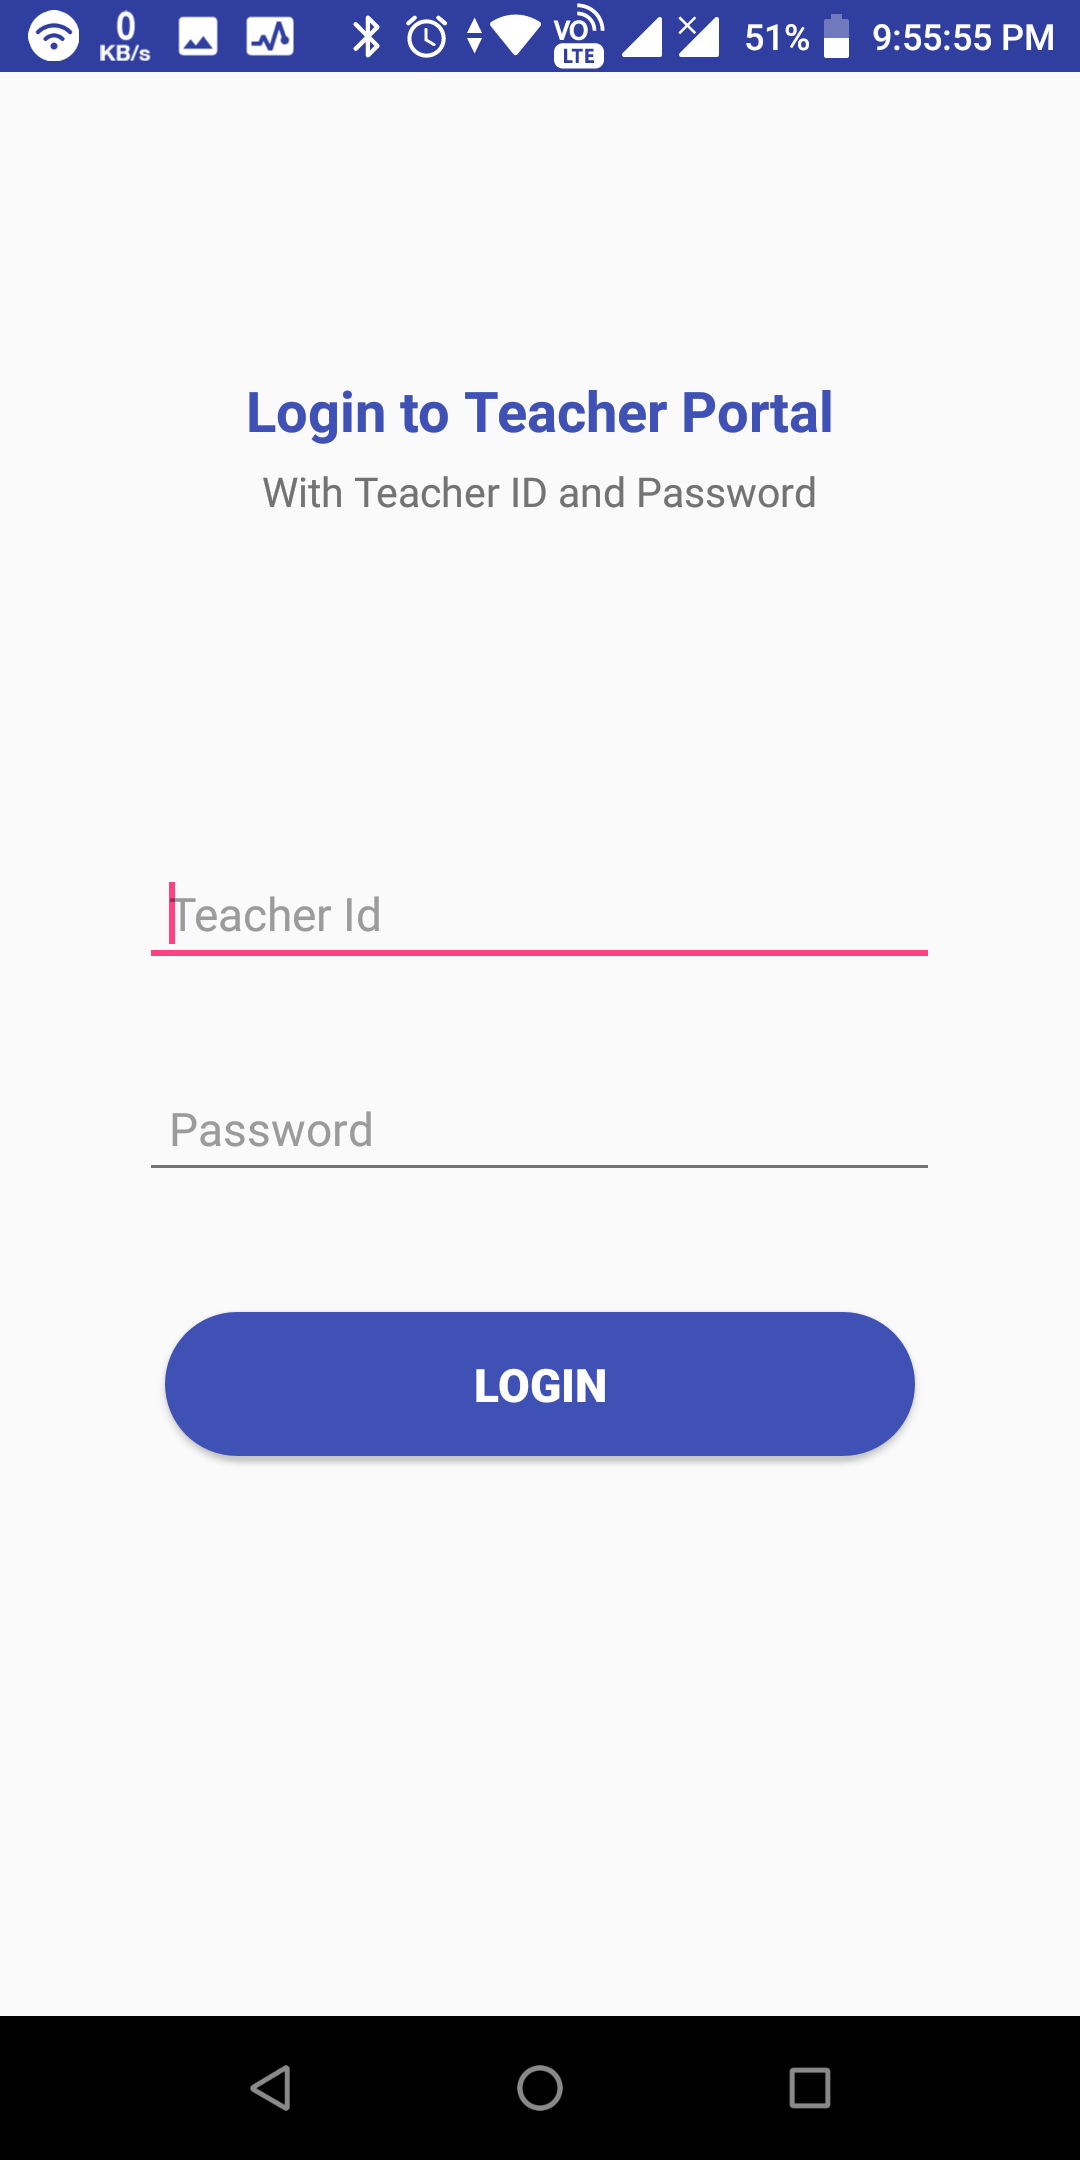 0
KB/s
VO
LTE
51%
9:55:55 PM
Login to Teacher Portal
With Teacher ID and Password
Teacher Id
Password
LOGIN